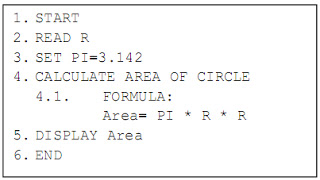 1. START
2. READ R
3. SET PI=3.142
4. CALCULATE AREA OF CIRCLE
4.1. FORMULA:
Area= PI * R * R
5. DISPLAY Area
6. END